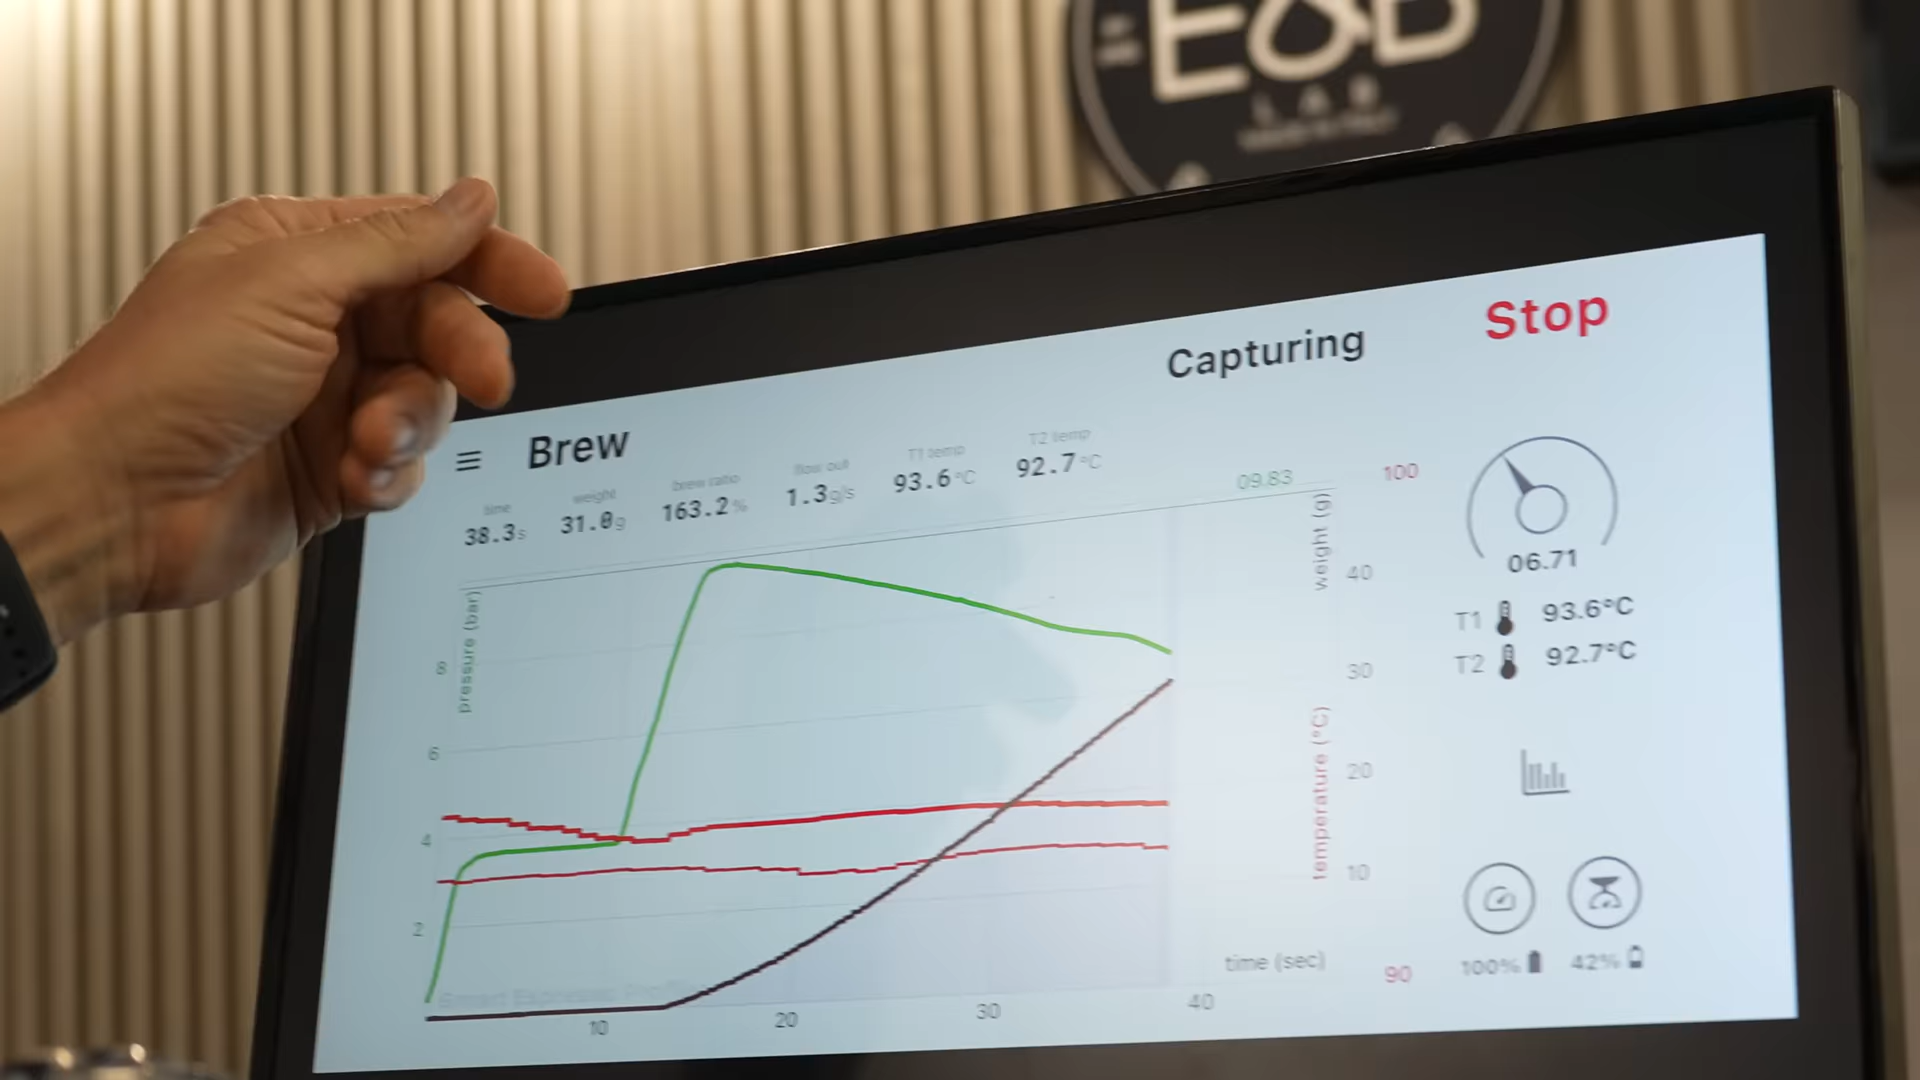 E&B
LAB
Stop
Capturing
Brew
time
38.3s
weight
31.0g
brew ratio
163.2%
flow out
1.3g/s
T1 temp
93.6°C
T2 temp
92.7°C
09.83
100
pressure (bar)
8
6
4
2
weight (g)
40
30
20
10
temperature (°C)
90
time (sec)
10
20
30
40
06.71
T1 93.6°C
T2 92.7°C
100%
42%